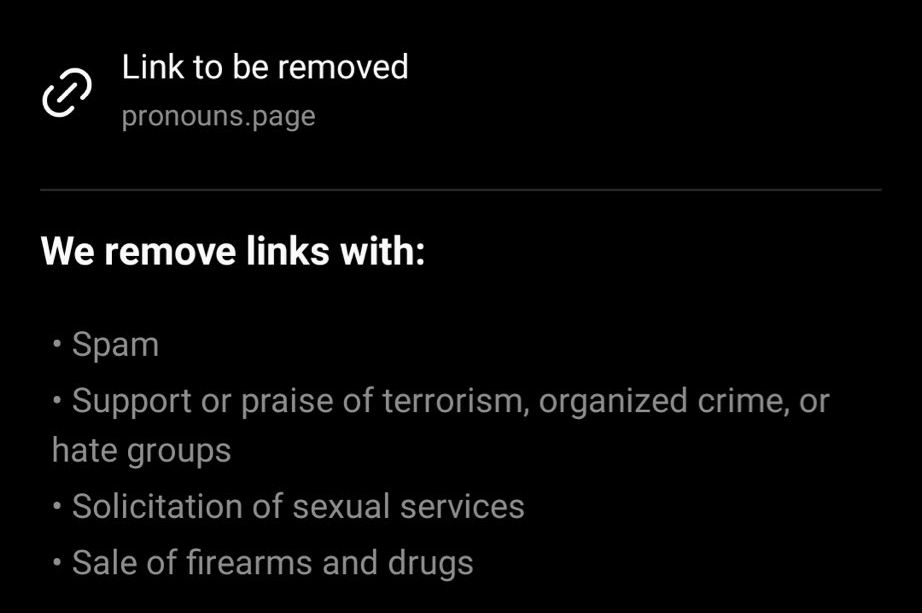 Link to be removed
pronouns.page
We remove links with:
• Spam
• Support or praise of terrorism, organized crime, or
hate groups
• Solicitation of sexual services
• Sale of firearms and drugs